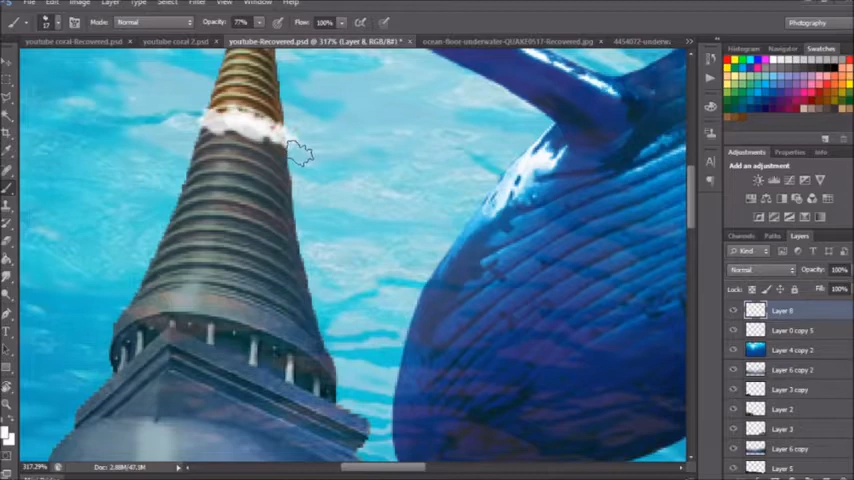 Edit Image Layer Type Select Filter View Window Help
17 Mode: Normal Opacity: 77% Flow: 100% Photography
youtube coral-Recovered.psd × youtube coral 7.psd × youtube-Recovered.psd @ 317% (Layer 8, RGB/8#) * × ocean-floor-underwater-QUAKE9517-Recovered.jpg × 4454072-underwa
Histogram Navigator Swatches
Adjustments Properties Info
Add an adjustment
Channels Paths Layers
Kind
Normal Opacity: 100%
Lock: Fill: 100%
Layer 8
Layer 0 copy 5
Layer 4 copy 2
Layer 6 copy 2
Layer 3 copy
Layer 2
Layer 3
Layer 6 copy
Layer 5
317.29% Doc: 2.88M/47.1M